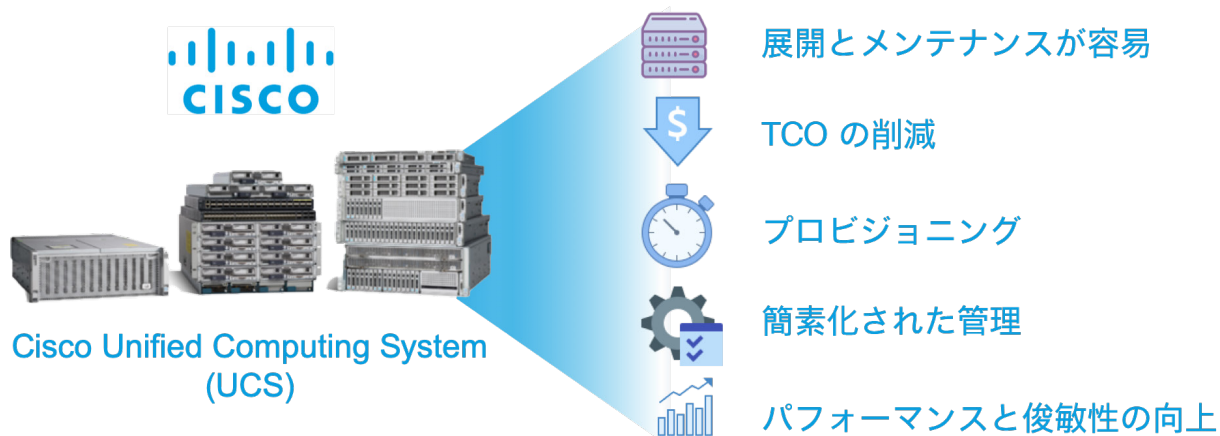 CISCO
Cisco Unified Computing System
(UCS)
展開とメンテナンスが容易
$
TCO の削減
プロビジョニング
簡素化された管理
パフォーマンスと俊敏性の向上